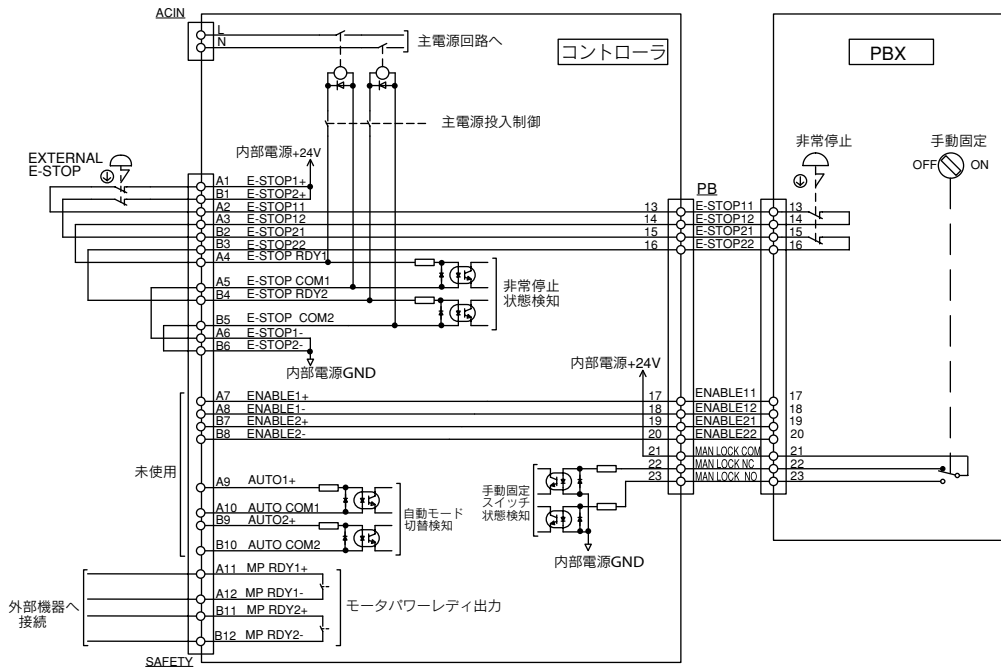 ACIN
L
N
主電源回路へ
コントローラ
PBX
主電源投入制御
内部電源+24V
EXTERNAL
E-STOP
非常停止
手動固定
OFF
ON
A1 E-STOP1+
B1 E-STOP2+
A2 E-STOP11
A3 E-STOP12
B2 E-STOP21
B3 E-STOP22
A4 E-STOP RDY1
A5 E-STOP COM1
B4 E-STOP RDY2
B5 E-STOP COM2
A6 E-STOP1-
B6 E-STOP2-
内部電源GND
非常停止
状態検知
PB
13 E-STOP11 13
14 E-STOP12 14
15 E-STOP21 15
16 E-STOP22 16
内部電源+24V
A7 ENABLE1+
A8 ENABLE1-
B7 ENABLE2+
B8 ENABLE2-
17 ENABLE11 17
18 ENABLE12 18
19 ENABLE21 19
20 ENABLE22 20
21 MAN LOCK COM 21
22 MAN LOCK NC 22
23 MAN LOCK NO 23
未使用
A9 AUTO1+
A10 AUTO COM1
B9 AUTO2+
B10 AUTO COM2
自動モード
切替検知
手動固定
スイッチ
状態検知
内部電源GND
A11 MP RDY1+
A12 MP RDY1-
B11 MP RDY2+
B12 MP RDY2-
モータパワーレディ出力
外部機器へ
接続
SAFETY